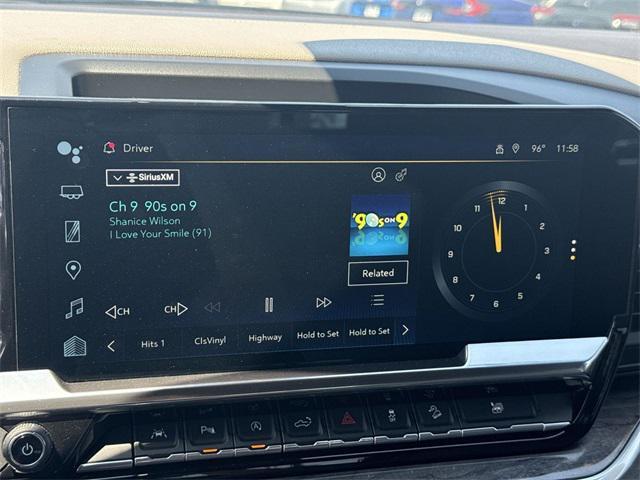 Driver
96° 11:58
SiriusXM
Ch 9 90s on 9
Shanice Wilson
I Love Your Smile (91)
'90s on 9
Related
CH CH
Hits 1 ClsVinyl Highway Hold to Set Hold to Set
12 1 2 3 4 5 6 7 8 9 10 11